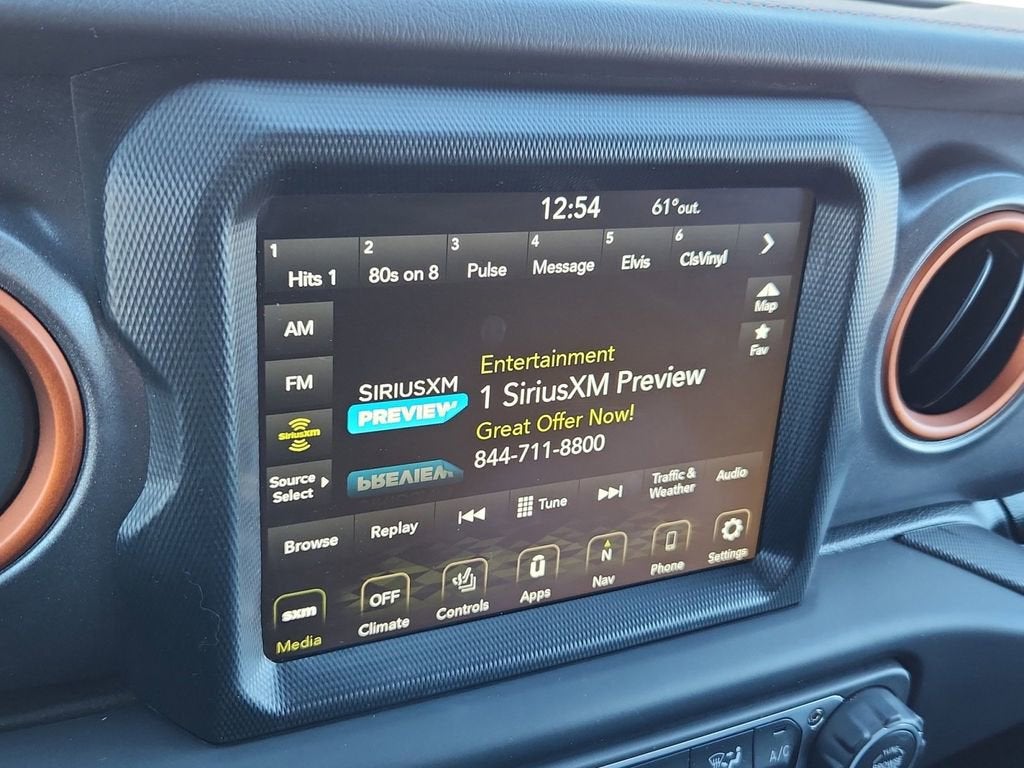 12:54
61°out.
1
Hits 1
2
80s on 8
3
Pulse
4
Message
5
Elvis
6
ClsVinyl
Map
Fav
AM
FM
SiriusXM
Source
Select
SIRIUSXM
PREVIEW
Entertainment
1 SiriusXM Preview
Great Offer Now!
844-711-8800
PREVIEW
Browse
Replay
Tune
Traffic &
Weather
Audio
sxm
Media
OFF
Climate
Controls
Apps
N
Nav
Phone
Settings
A/C